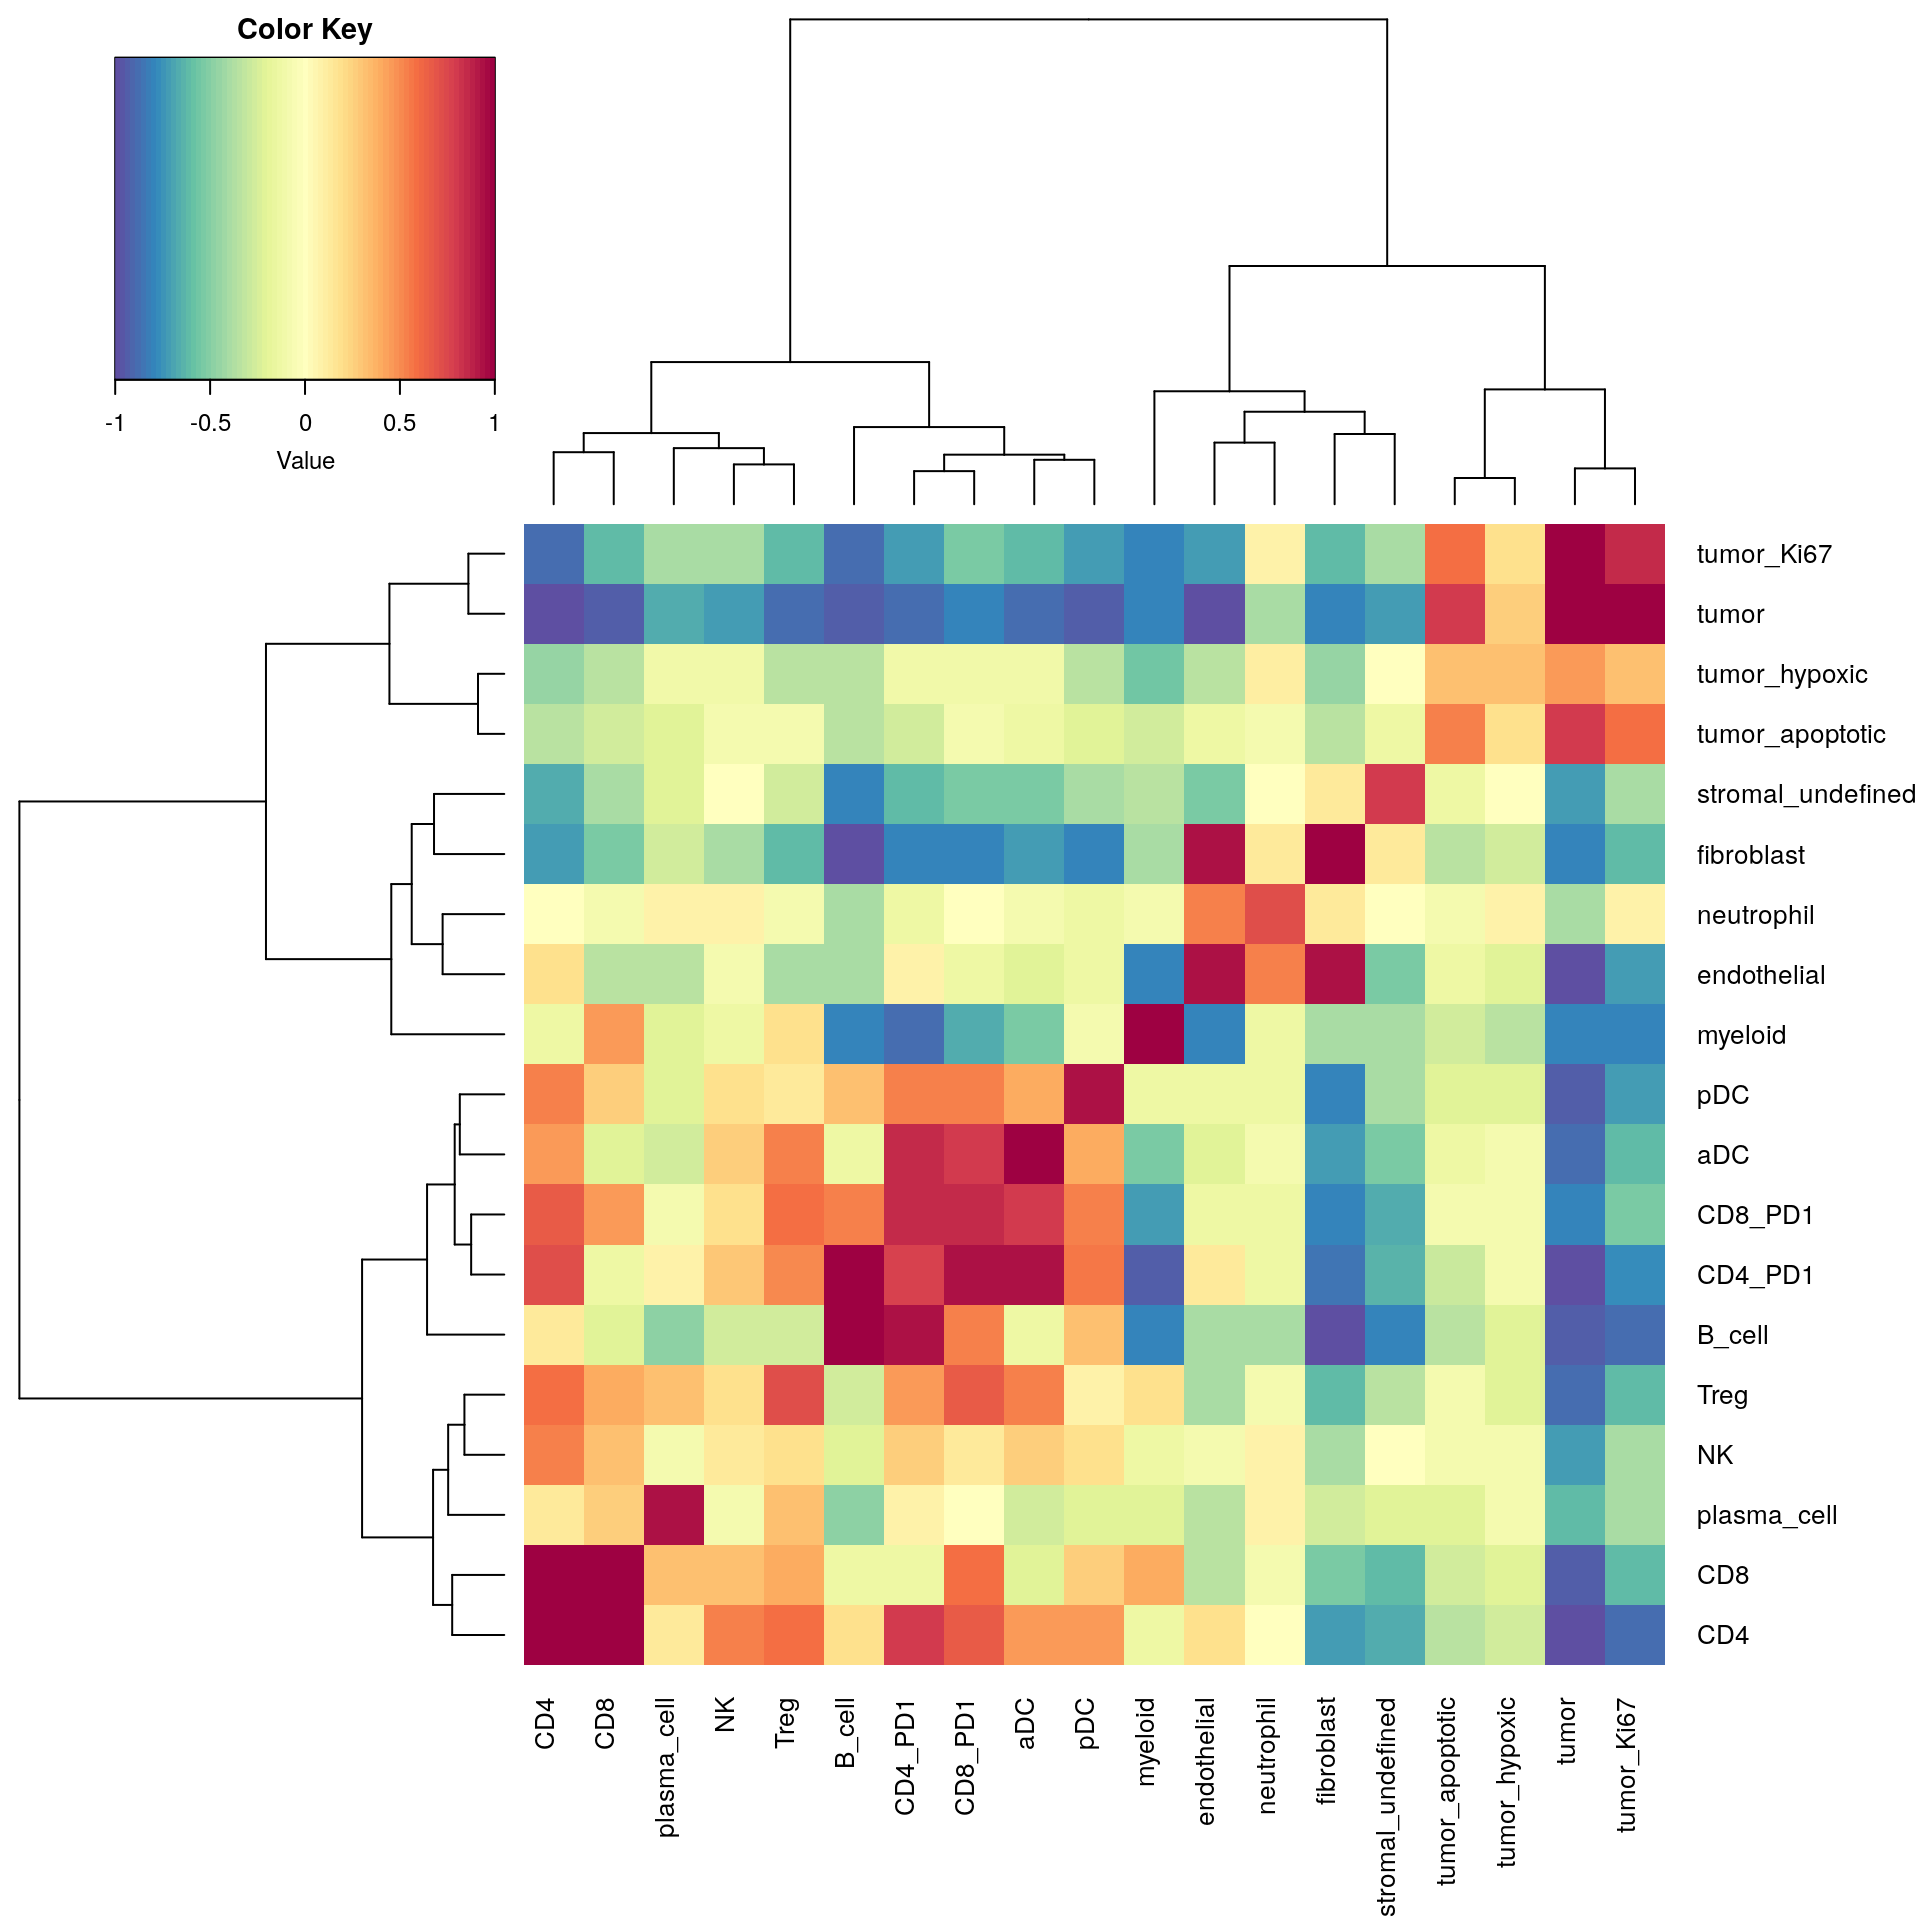 Color Key
-1 -0.5 0 0.5 1
Value
tumor_Ki67
tumor
tumor_hypoxic
tumor_apoptotic
stromal_undefined
fibroblast
neutrophil
endothelial
myeloid
pDC
aDC
CD8_PD1
CD4_PD1
B_cell
Treg
NK
plasma_cell
CD8
CD4
CD4
CD8
plasma_cell
NK
Treg
B_cell
CD4_PD1
CD8_PD1
aDC
pDC
myeloid
endothelial
neutrophil
fibroblast
stromal_undefined
tumor_apoptotic
tumor_hypoxic
tumor
tumor_Ki67